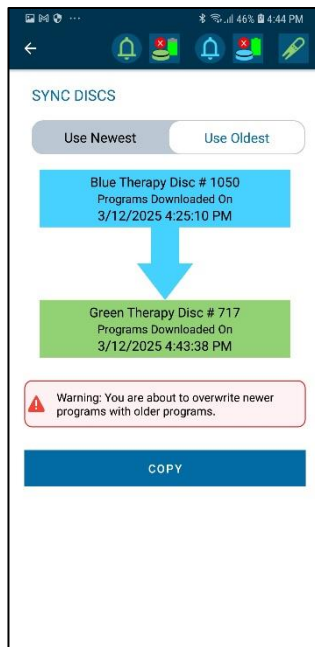 46% 4:44 PM
SYNC DISCS
Use Newest Use Oldest
Blue Therapy Disc # 1050
Programs Downloaded On
3/12/2025 4:25:10 PM
Green Therapy Disc # 717
Programs Downloaded On
3/12/2025 4:43:38 PM
Warning: You are about to overwrite newer
programs with older programs.
COPY